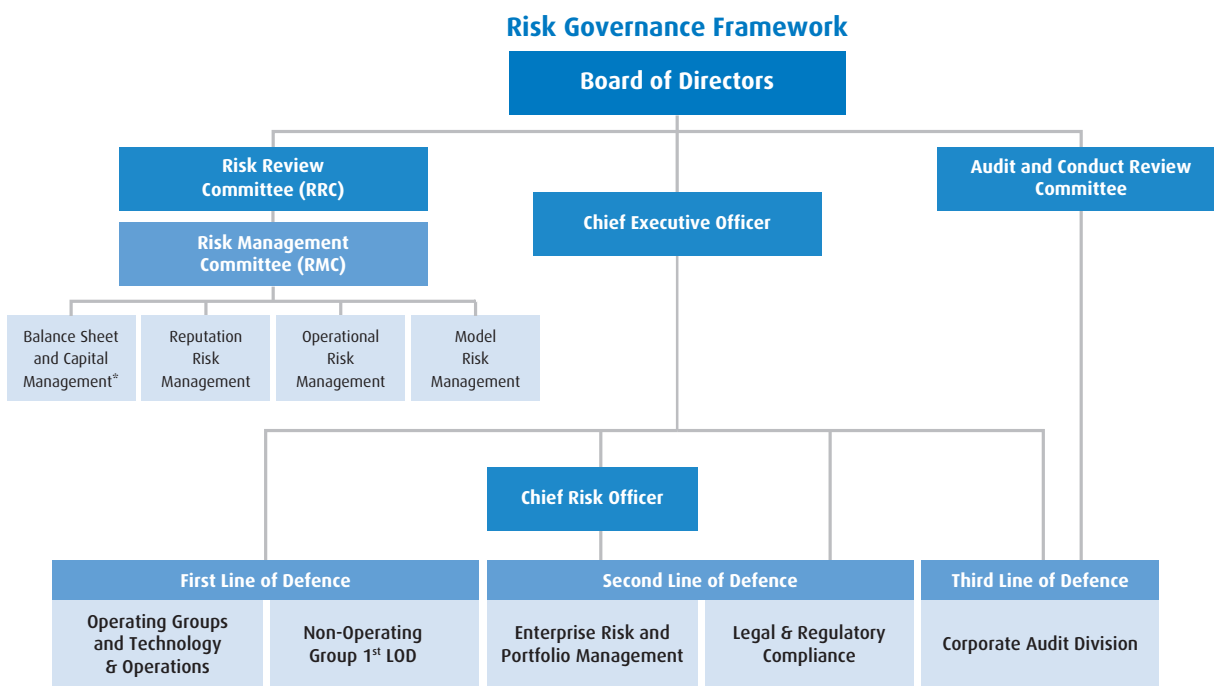 Risk Governance Framework
Board of Directors
Risk Review
Committee (RRC)
Audit and Conduct Review
Committee
Chief Executive Officer
Risk Management
Committee (RMC)
Balance Sheet
and Capital
Management*
Reputation
Risk
Management
Operational
Risk
Management
Model
Risk
Management
Chief Risk Officer
First Line of Defence
Operating Groups
and Technology
& Operations
Non-Operating
Group 1st LOD
Second Line of Defence
Enterprise Risk and
Portfolio Management
Legal & Regulatory
Compliance
Third Line of Defence
Corporate Audit Division